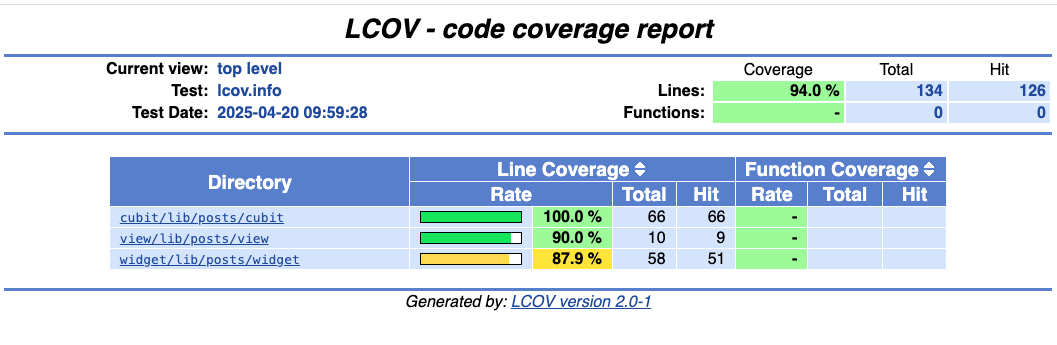 LCOV - code coverage report
Current view: top level
Test: lcov.info
Test Date: 2025-04-20 09:59:28
Coverage Total Hit
Lines: 94.0 % 134 126
Functions: - 0 0
Directory Line Coverage Function Coverage
Rate Total Hit Rate Total Hit
cubit/lib/posts/cubit 100.0 % 66 66 -
view/lib/posts/view 90.0 % 10 9 -
widget/lib/posts/widget 87.9 % 58 51 -
Generated by: LCOV version 2.0-1